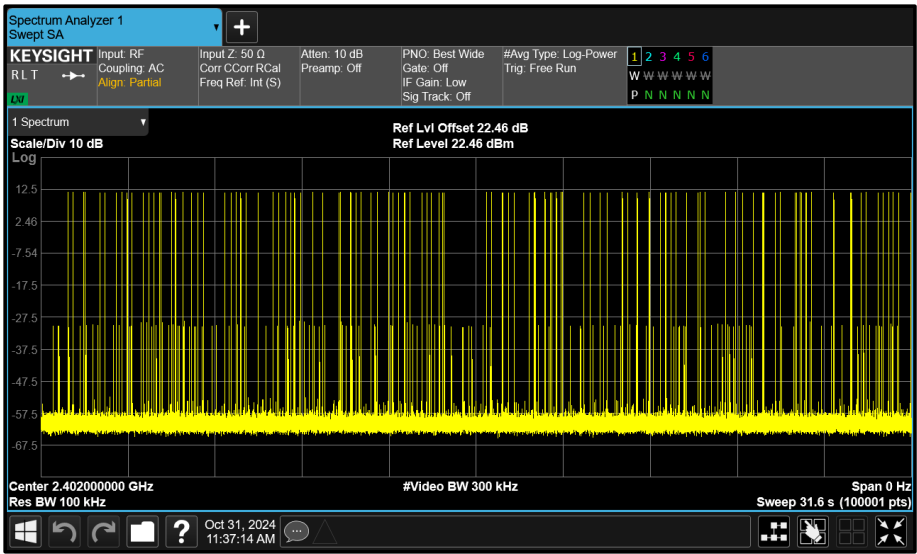 Spectrum Analyzer 1
Swept SA
+
KEYSIGHT
RLT
LXI
Input: RF
Coupling: AC
Align: Partial
Input Z: 50 Ω
Corr CCorr RCal
Freq Ref: Int (S)
Atten: 10 dB
Preamp: Off
PNO: Best Wide
Gate: Off
IF Gain: Low
Sig Track: Off
#Avg Type: Log-Power
Trig: Free Run
1 2 3 4 5 6
W W W W W W
P N N N N N
1 Spectrum
Scale/Div 10 dB
Ref Lvl Offset 22.46 dB
Ref Level 22.46 dBm
Log
12.5
2.46
-7.54
-17.5
-27.5
-37.5
-47.5
-57.5
-67.5
Center 2.402000000 GHz
#Video BW 300 kHz
Span 0 Hz
Res BW 100 kHz
Sweep 31.6 s (100001 pts)
?
Oct 31, 2024
11:37:14 AM